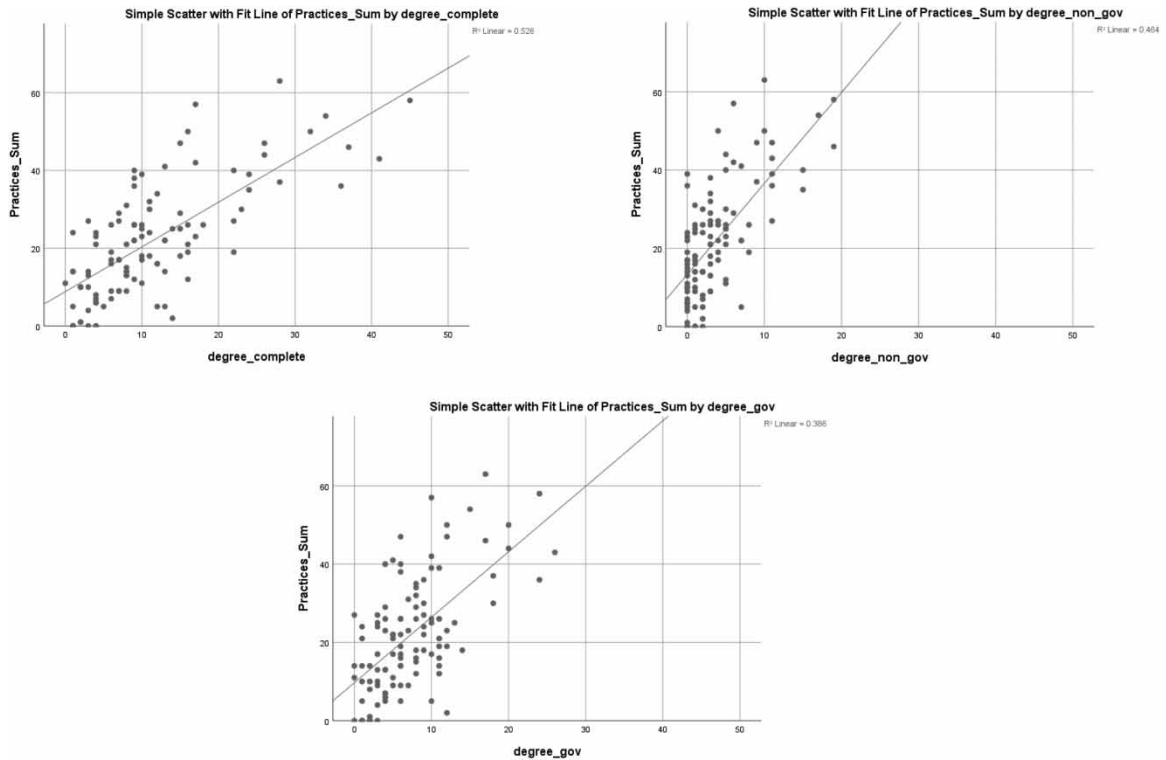 Simple Scatter with Fit Line of Practices_Sum by degree_complete
R² Linear = 0.526
Practices_Sum
60
40
20
0
0 10 20 30 40 50
degree_complete
Simple Scatter with Fit Line of Practices_Sum by degree_non_gov
R² Linear = 0.464
Practices_Sum
60
40
20
0
0 10 20 30 40 50
degree_non_gov
Simple Scatter with Fit Line of Practices_Sum by degree_gov
R² Linear = 0.386
Practices_Sum
60
40
20
0
0 10 20 30 40 50
degree_gov